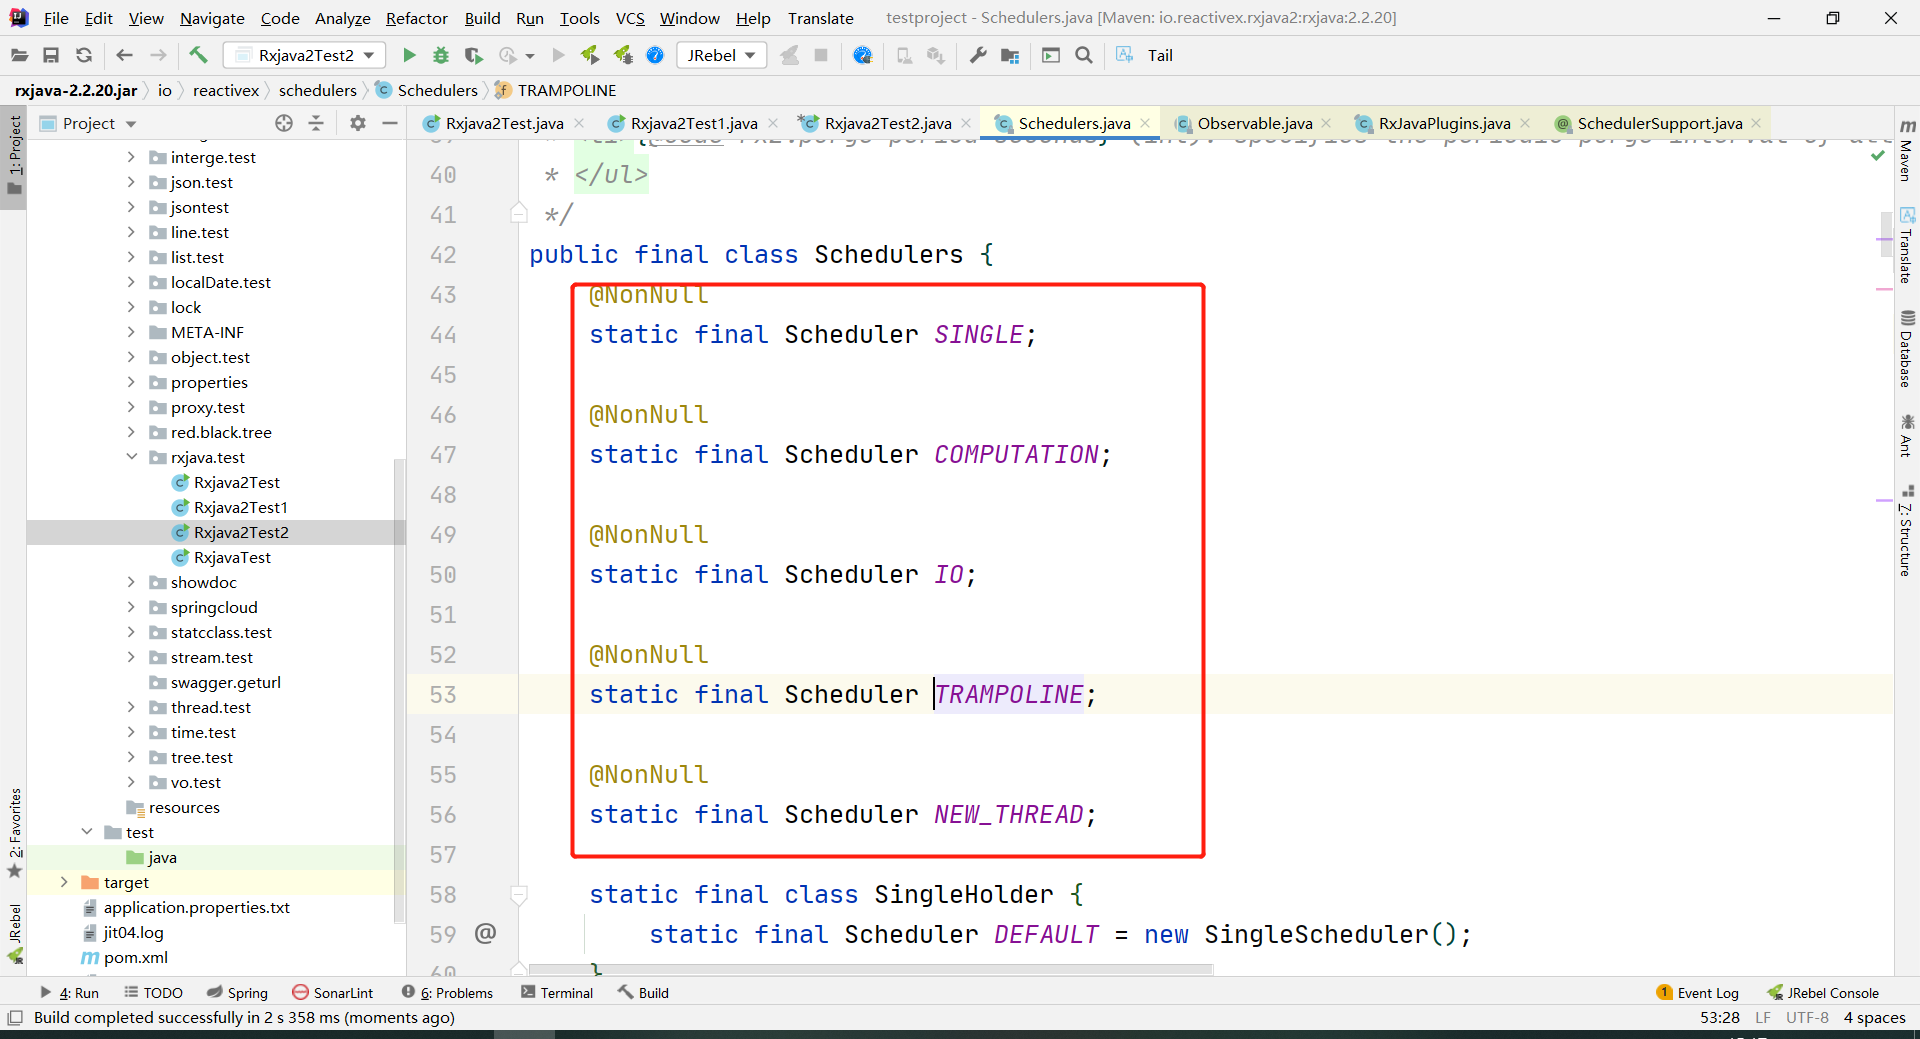 File Edit View Navigate Code Analyze Refactor Build Run Tools VCS Window Help Translate testproject - Schedulers.java [Maven: io.reactivex.rxjava2:rxjava:2.2.20]
Rxjava2Test2 JRebel Tail
rxjava-2.2.20.jar io reactivex schedulers Schedulers TRAMPOLINE
Project Rxjava2Test.java Rxjava2Test1.java Rxjava2Test2.java Schedulers.java Observable.java RxJavaPlugins.java SchedulerSupport.java
1: Project
2: Favorites
JRebel
interge.test
json.test
jsontest
line.test
list.test
localDate.test
lock
META-INF
object.test
properties
proxy.test
red.black.tree
rxjava.test
Rxjava2Test
Rxjava2Test1
Rxjava2Test2
RxjavaTest
showdoc
springcloud
statcclass.test
stream.test
swagger.geturl
thread.test
time.test
tree.test
vo.test
resources
test
java
target
application.properties.txt
jit04.log
pom.xml
40 * </ul>
41 */
42 public final class Schedulers {
43 @NonNull
44 static final Scheduler SINGLE;
45
46 @NonNull
47 static final Scheduler COMPUTATION;
48
49 @NonNull
50 static final Scheduler IO;
51
52 @NonNull
53 static final Scheduler TRAMPOLINE;
54
55 @NonNull
56 static final Scheduler NEW_THREAD;
57
58 static final class SingleHolder {
59 @ static final Scheduler DEFAULT = new SingleScheduler();
60 }
Maven
Translate
Database
Ant
7: Structure
4: Run TODO Spring SonarLint 6: Problems Terminal Build 1 Event Log JRebel Console
Build completed successfully in 2 s 358 ms (moments ago) 53:28 LF UTF-8 4 spaces